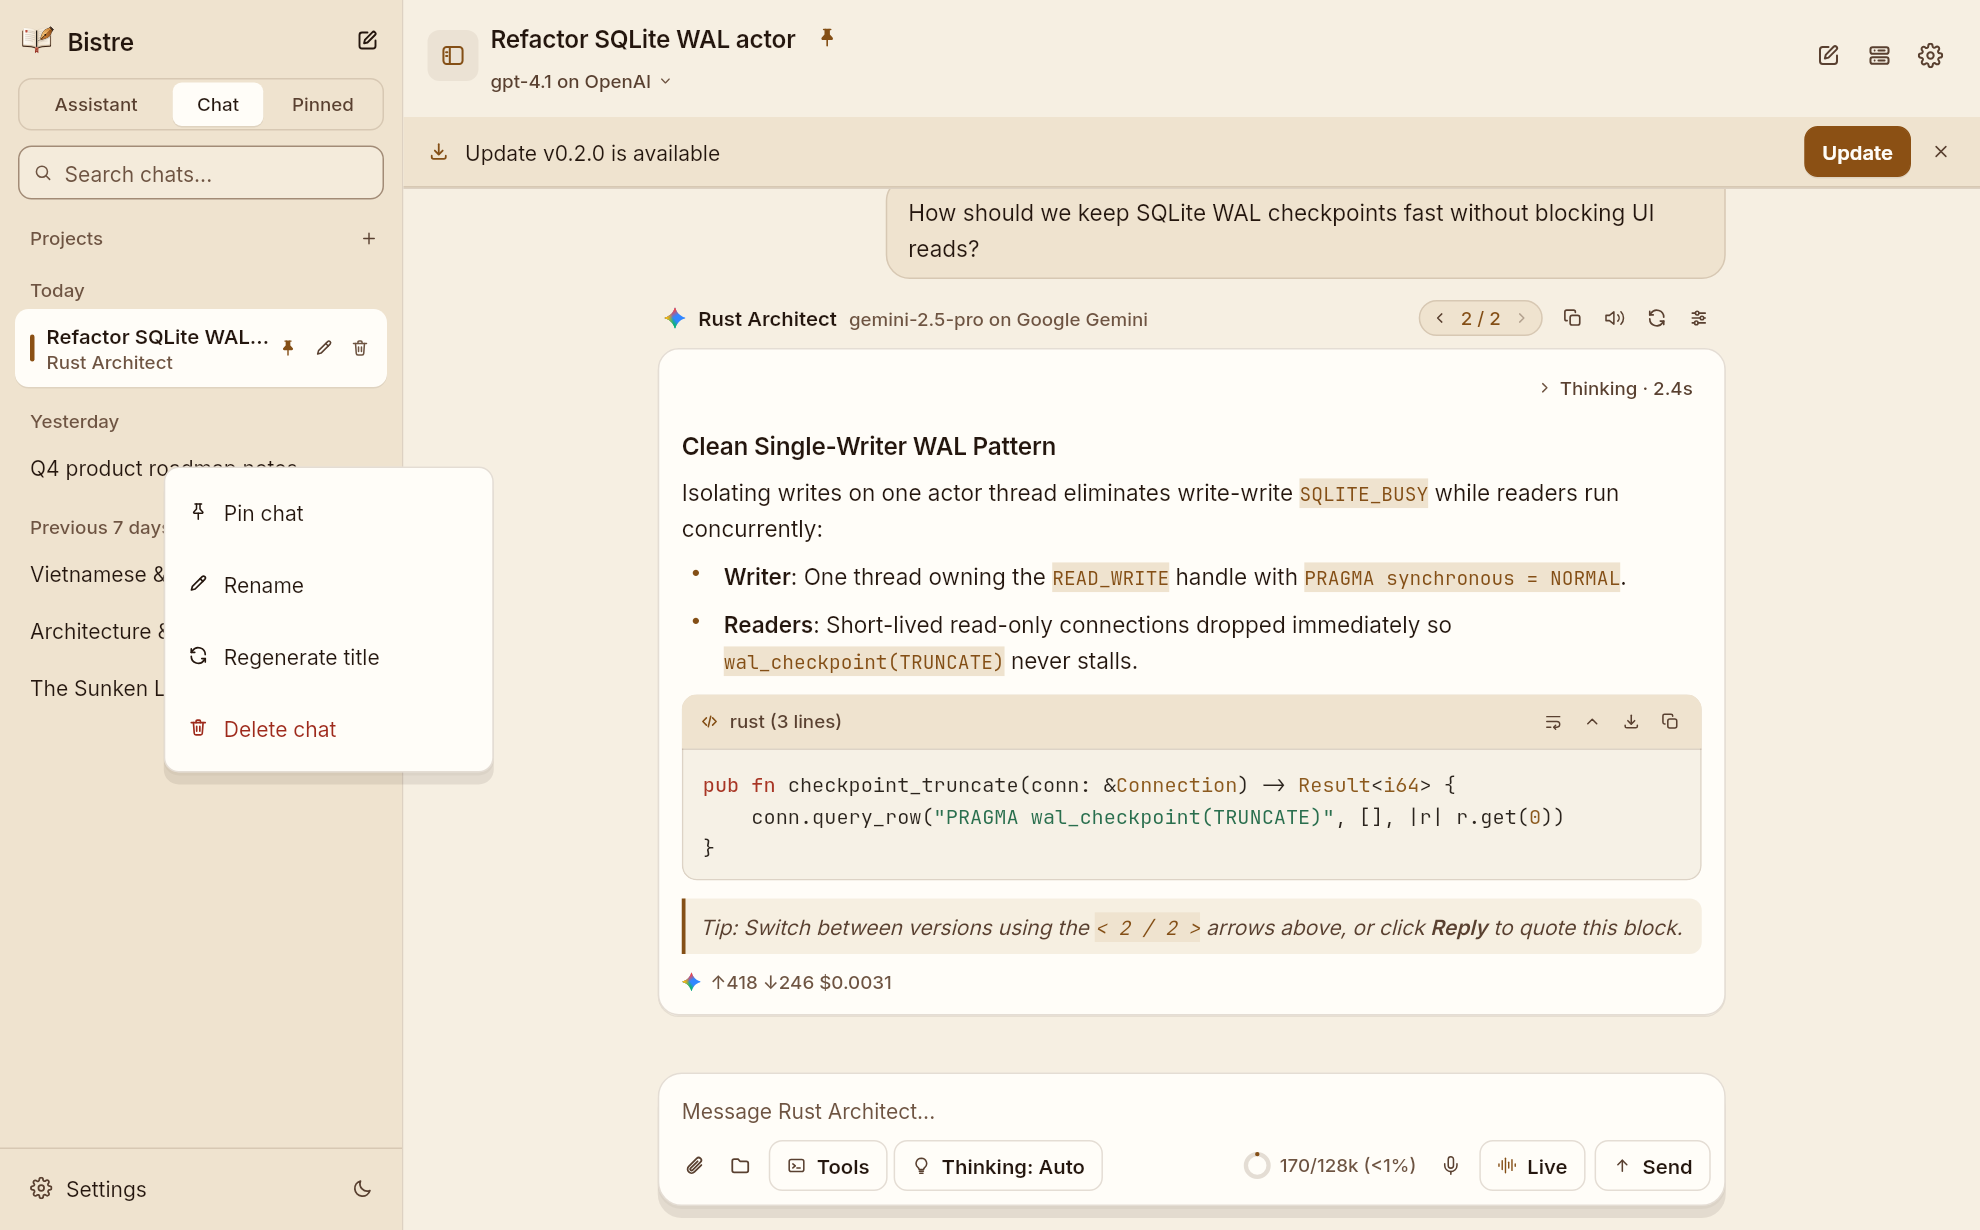 Bistre
Assistant
Chat
Pinned
Search chats...
Projects
Today
Refactor SQLite WAL...
Rust Architect
Yesterday
Q4 product roadmap notes
Previous 7 days
Vietnamese &
Architecture &
The Sunken L
Pin chat
Rename
Regenerate title
Delete chat
Settings
Refactor SQLite WAL actor
gpt-4.1 on OpenAI
Update v0.2.0 is available
Update
How should we keep SQLite WAL checkpoints fast without blocking UI
reads?
Rust Architect gemini-2.5-pro on Google Gemini
2 / 2
Thinking · 2.4s
Clean Single-Writer WAL Pattern
Isolating writes on one actor thread eliminates write-write SQLITE_BUSY while readers run
concurrently:
• Writer: One thread owning the READ_WRITE handle with PRAGMA synchronous = NORMAL.
• Readers: Short-lived read-only connections dropped immediately so
wal_checkpoint(TRUNCATE) never stalls.
rust (3 lines)
pub fn checkpoint_truncate(conn: &Connection) -> Result<i64> {
    conn.query_row("PRAGMA wal_checkpoint(TRUNCATE)", [], |r| r.get(0))
}
Tip: Switch between versions using the < 2 / 2 > arrows above, or click Reply to quote this block.
↑418 ↓246 $0.0031
Message Rust Architect...
Tools
Thinking: Auto
170/128k (<1%)
Live
Send